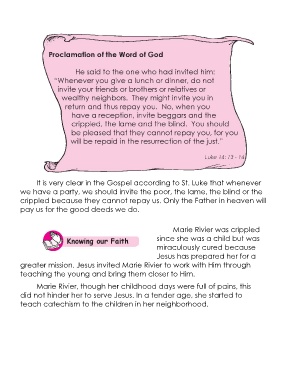 Proclamation of the Word of God
He said to the one who had invited him:
"Whenever you give a lunch or dinner, do not
invite your friends or brothers or relatives or
wealthy neighbors. They might invite you in
return and thus repay you. No, when you
have a reception, invite beggars and the
crippled, the lame and the blind. You should
be pleased that they cannot repay you, for you
will be repaid in the resurrection of the just."
Luke 14: 13 - 14
It is very clear in the Gospel according to St. Luke that whenever
we have a party, we should invite the poor, the lame, the blind or the
crippled because they cannot repay us. Only the Father in heaven will
pay us for the good deeds we do.
Knowing our Faith
Marie Rivier was crippled
since she was a child but was
miraculously cured because
Jesus has prepared her for a
greater mission. Jesus invited Marie Rivier to work with Him through
teaching the young and bring them closer to Him.
Marie Rivier, though her childhood days were full of pains, this
did not hinder her to serve Jesus. In a tender age, she started to
teach catechism to the children in her neighborhood.